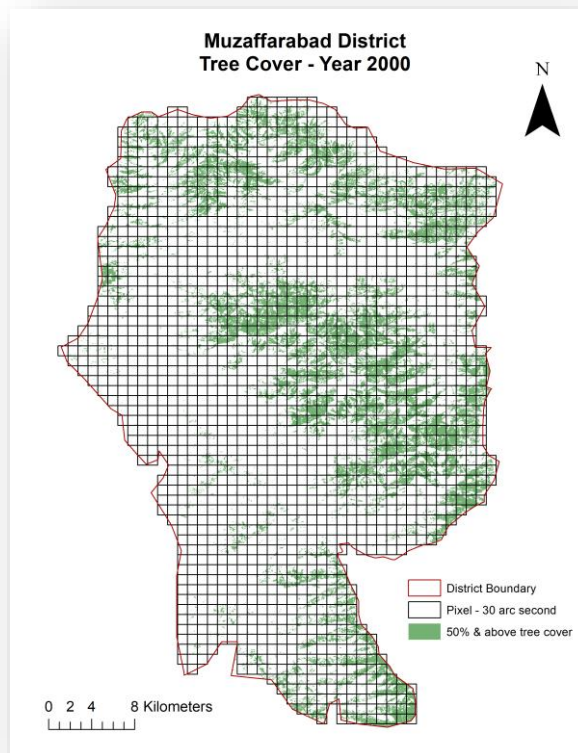 Muzaffarabad District
Tree Cover - Year 2000
N
District Boundary
Pixel - 30 arc second
50% & above tree cover
0 2 4 8 Kilometers